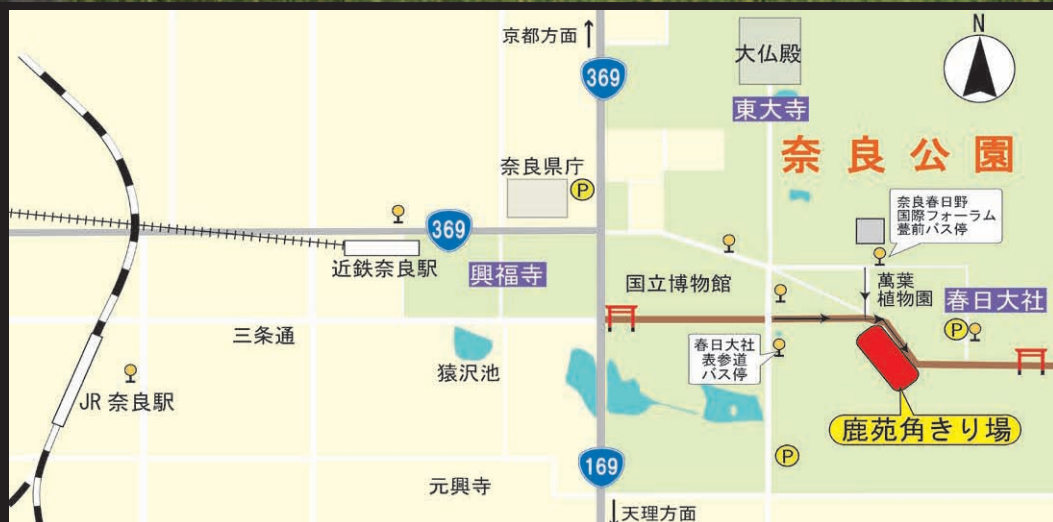 京都方面
N
369
大仏殿
東大寺
奈良公園
奈良県庁
P
奈良春日野
国際フォーラム
甍前バス停
369
近鉄奈良駅
興福寺
国立博物館
萬葉
植物園
春日大社
P
三条通
猿沢池
春日大社
表参道
バス停
JR 奈良駅
鹿苑角きり場
P
169
元興寺
天理方面